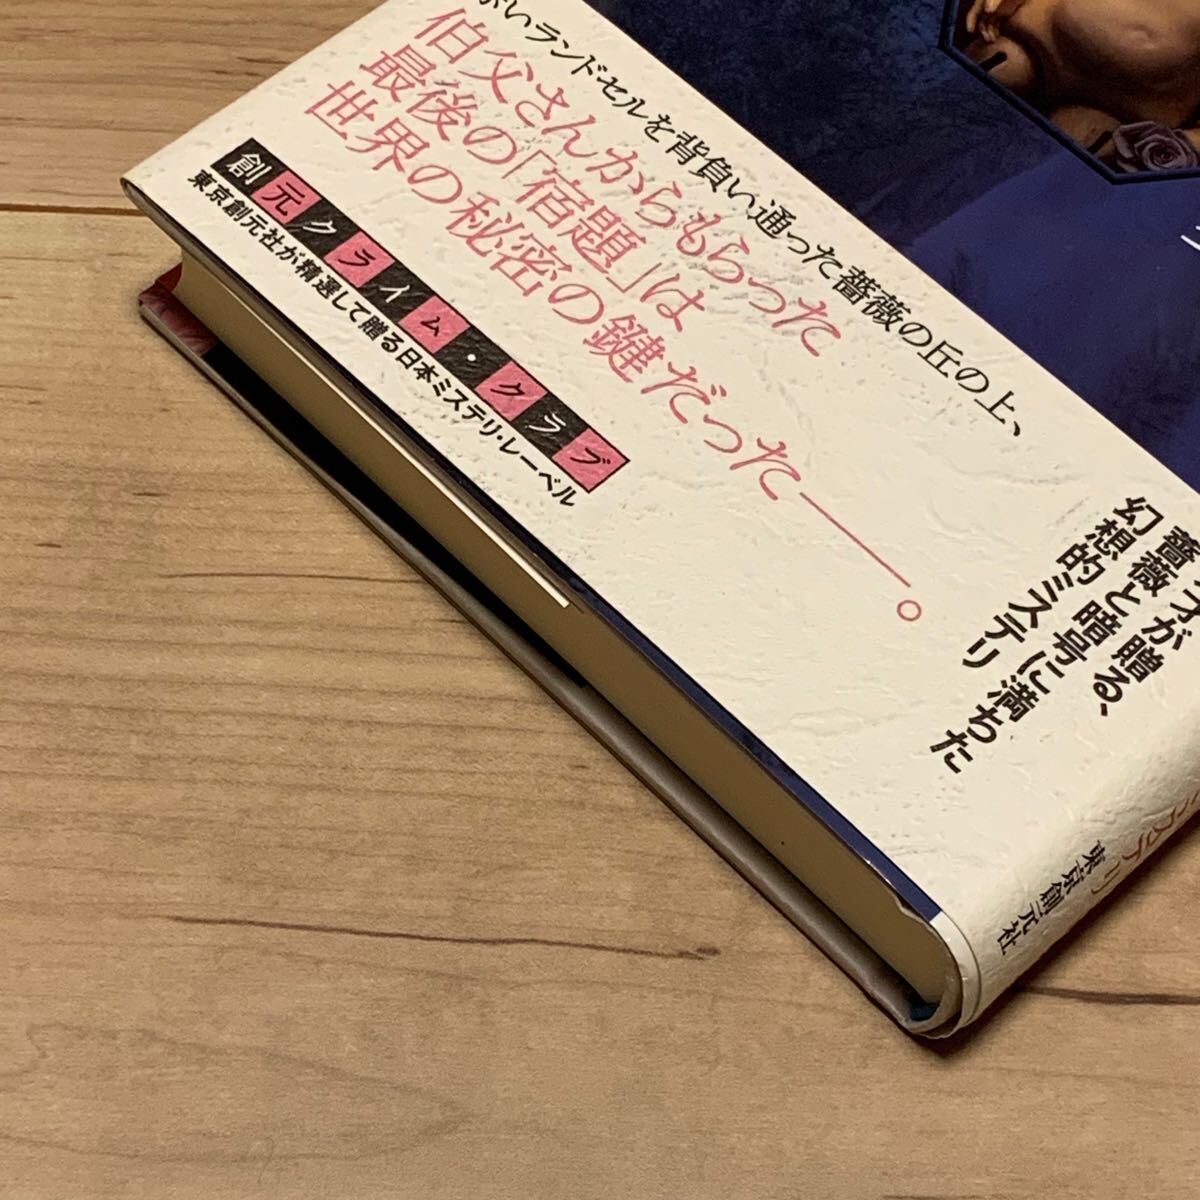 いランドセルを背負い通った薔薇の丘の上、
伯父さんからもらった
最後の「宿題」は
世界の秘密の鍵だった――。
創元クライム・クラブ
東京創元社が精選して贈る日本ミステリ・レーベル
が贈る、
薔薇と暗号に満ちた
幻想的ミステリ
東京創元社